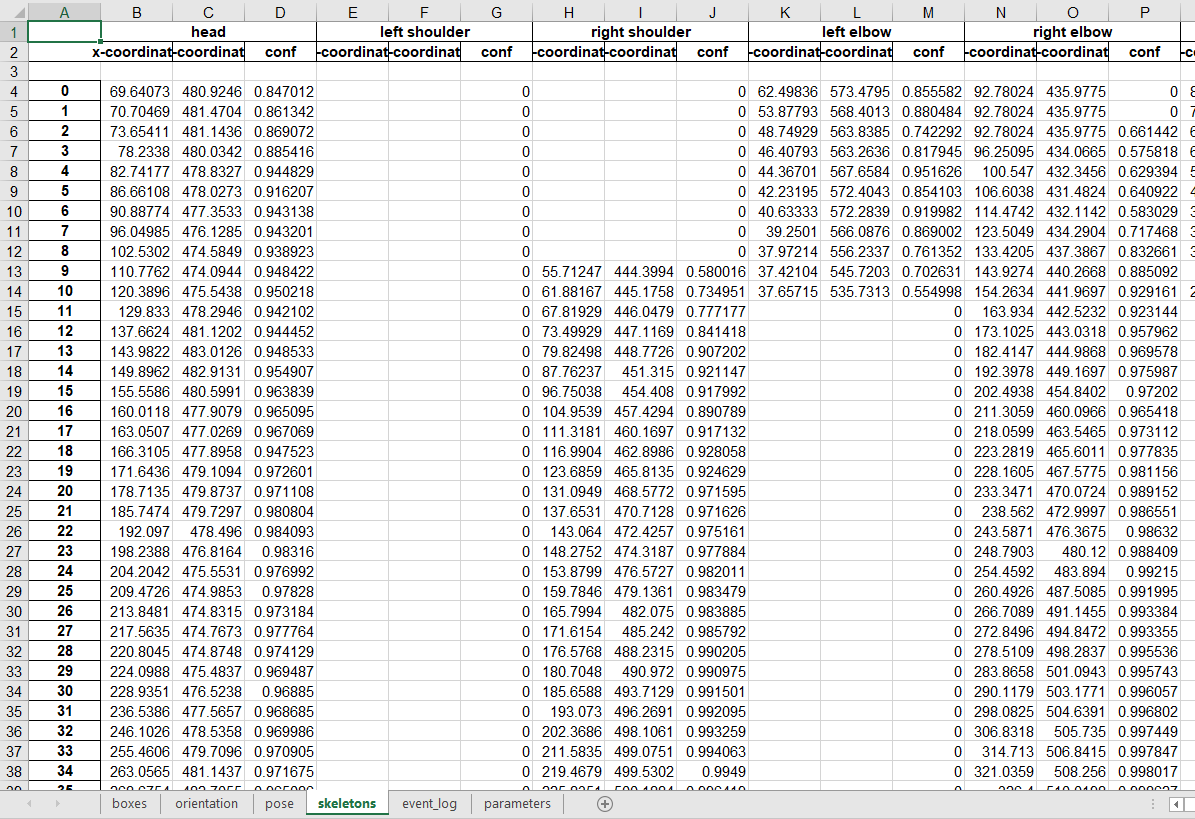 A B C D E F G H I J K L M N O P
1 head left shoulder right shoulder left elbow right elbow
2 x-coordinat -coordinat conf -coordinat -coordinat conf -coordinat -coordinat conf -coordinat -coordinat conf -coordinat -coordinat conf
3
4 0 69.64073 480.9246 0.847012 0 0 62.49836 573.4795 0.855582 92.78024 435.9775 0
5 1 70.70469 481.4704 0.861342 0 0 53.87793 568.4013 0.880484 92.78024 435.9775 0
6 2 73.65411 481.1436 0.869072 0 0 48.74929 563.8385 0.742292 92.78024 435.9775 0.661442
7 3 78.2338 480.0342 0.885416 0 0 46.40793 563.2636 0.817945 96.25095 434.0665 0.575818
8 4 82.74177 478.8327 0.944829 0 0 44.36701 567.6584 0.951626 100.547 432.3456 0.629394
9 5 86.66108 478.0273 0.916207 0 0 42.23195 572.4043 0.854103 106.6038 431.4824 0.640922
10 6 90.88774 477.3533 0.943138 0 0 40.63333 572.2839 0.919982 114.4742 432.1142 0.583029
11 7 96.04985 476.1285 0.943201 0 0 39.2501 566.0876 0.869002 123.5049 434.2904 0.717468
12 8 102.5302 474.5849 0.938923 0 0 37.97214 556.2337 0.761352 133.4205 437.3867 0.832661
13 9 110.7762 474.0944 0.948422 0 55.71247 444.3994 0.580016 37.42104 545.7203 0.702631 143.9274 440.2668 0.885092
14 10 120.3896 475.5438 0.950218 0 61.88167 445.1758 0.734951 37.65715 535.7313 0.554998 154.2634 441.9697 0.929161
15 11 129.833 478.2946 0.942102 0 67.81929 446.0479 0.777177 0 163.934 442.5232 0.923144
16 12 137.6624 481.1202 0.944452 0 73.49929 447.1169 0.841418 0 173.1025 443.0318 0.957962
17 13 143.9822 483.0126 0.948533 0 79.82498 448.7726 0.907202 0 182.4147 444.9868 0.969578
18 14 149.8962 482.9131 0.954907 0 87.76237 451.315 0.921147 0 192.3978 449.1697 0.975987
19 15 155.5586 480.5991 0.963839 0 96.75038 454.408 0.917992 0 202.4938 454.8402 0.97202
20 16 160.0118 477.9079 0.965095 0 104.9539 457.4294 0.890789 0 211.3059 460.0966 0.965418
21 17 163.0507 477.0269 0.967069 0 111.3181 460.1697 0.917132 0 218.0599 463.5465 0.973112
22 18 166.3105 477.8958 0.947523 0 116.9904 462.8986 0.928058 0 223.2819 465.6011 0.977835
23 19 171.6436 479.1094 0.972601 0 123.6859 465.8135 0.924629 0 228.1605 467.5775 0.981156
24 20 178.7135 479.8737 0.971108 0 131.0949 468.5772 0.971595 0 233.3471 470.0724 0.989152
25 21 185.7474 479.7297 0.980804 0 137.6531 470.7128 0.971626 0 238.562 472.9997 0.986551
26 22 192.097 478.496 0.984093 0 143.064 472.4257 0.975161 0 243.5871 476.3675 0.98632
27 23 198.2388 476.8164 0.98316 0 148.2752 474.3187 0.977884 0 248.7903 480.12 0.988409
28 24 204.2042 475.5531 0.976992 0 153.8799 476.5727 0.982011 0 254.4592 483.894 0.99215
29 25 209.4726 474.9853 0.97828 0 159.7846 479.1361 0.983479 0 260.4926 487.5085 0.991995
30 26 213.8481 474.8315 0.973184 0 165.7994 482.075 0.983885 0 266.7089 491.1455 0.993384
31 27 217.5635 474.7673 0.977764 0 171.6154 485.242 0.985792 0 272.8496 494.8472 0.993355
32 28 220.8045 474.8748 0.974129 0 176.5768 488.2315 0.990205 0 278.5109 498.2837 0.995536
33 29 224.0988 475.4837 0.969487 0 180.7048 490.972 0.990975 0 283.8658 501.0943 0.995743
34 30 228.9351 476.5238 0.96885 0 185.6588 493.7129 0.991501 0 290.1179 503.1771 0.996057
35 31 236.5386 477.5657 0.968685 0 193.073 496.2691 0.992095 0 298.0825 504.6391 0.996802
36 32 246.1026 478.5358 0.969986 0 202.3686 498.1061 0.993259 0 306.8318 505.735 0.997449
37 33 255.4606 479.7096 0.970905 0 211.5835 499.0751 0.994063 0 314.713 506.8415 0.997847
38 34 263.0565 481.1437 0.971675 0 219.4679 499.5302 0.9949 0 321.0359 508.256 0.998017
boxes orientation pose skeletons event_log parameters